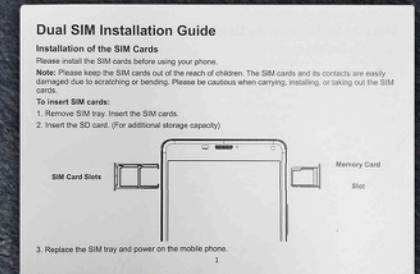 Dual SIM Installation Guide
Installation of the SIM Cards
Please install the SIM cards before using your phone.
Note: Please keep the SIM cards out of the reach of children. The SIM cards and its contacts are easily
damaged due to scratching or bending. Please be cautious when carrying, installing, or taking out the SIM
cards.
To insert SIM cards:
1. Remove SIM tray. Insert the SIM cards.
2. Insert the SD card. (For additional storage capacity)
SIM Card Slots
Memory Card
Slot
3. Replace the SIM tray and power on the mobile phone.
1